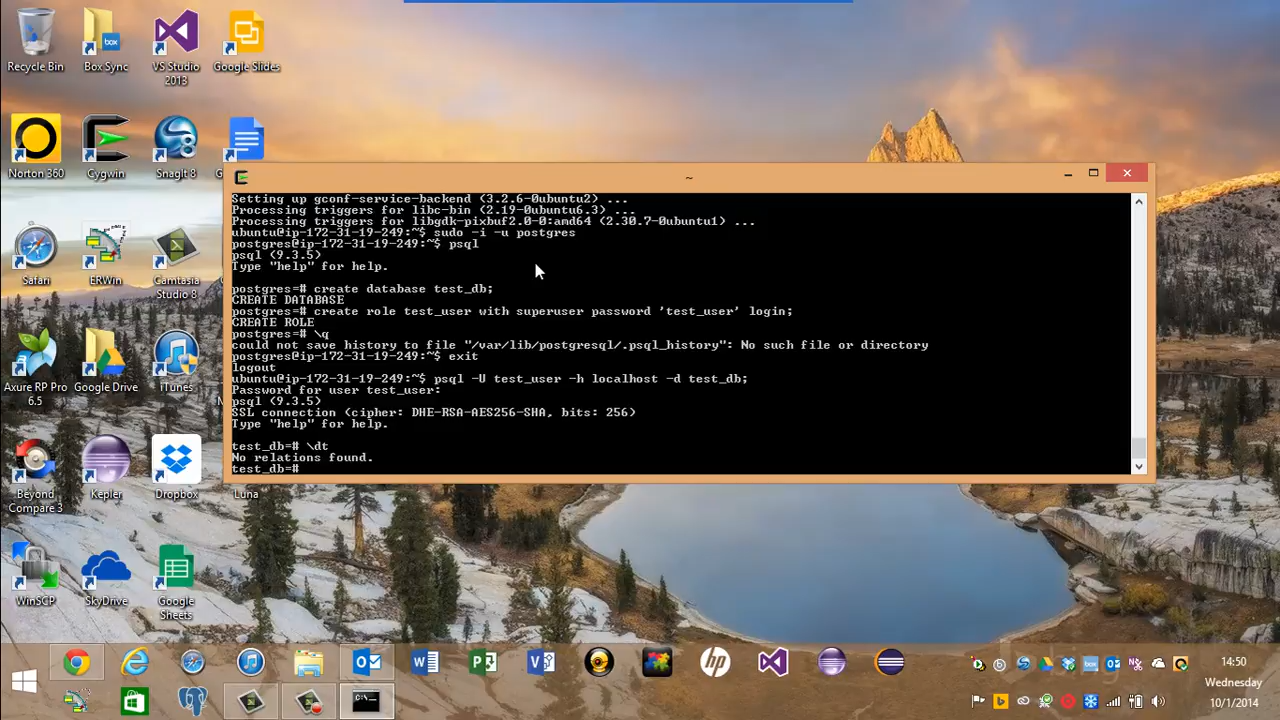 Recycle Bin
Box Sync
VS Studio 2013
Google Slides
Norton 360
Cygwin
SnagIt 8
Safari
ERWin
Camtasia Studio 8
Axure RP Pro 6.5
Google Drive
iTunes
Beyond Compare 3
Kepler
Dropbox
Luna
WinSCP
SkyDrive
Google Sheets
~
Setting up gconf-service-backend (3.2.6-0ubuntu2) ...
Processing triggers for libc-bin (2.19-0ubuntu6.3) ...
Processing triggers for libgdk-pixbuf2.0-0:amd64 (2.30.7-0ubuntu1) ...
ubuntu@ip-172-31-19-249:~$ sudo -i -u postgres
postgres@ip-172-31-19-249:~$ psql
psql (9.3.5)
Type "help" for help.
postgres=# create database test_db;
CREATE DATABASE
postgres=# create role test_user with superuser password 'test_user' login;
CREATE ROLE
postgres=# \q
could not save history to file "/var/lib/postgresql/.psql_history": No such file or directory
postgres@ip-172-31-19-249:~$ exit
logout
ubuntu@ip-172-31-19-249:~$ psql -U test_user -h localhost -d test_db;
Password for user test_user:
psql (9.3.5)
SSL connection (cipher: DHE-RSA-AES256-SHA, bits: 256)
Type "help" for help.
test_db=# \dt
No relations found.
test_db=#
bing
14:50
Wednesday
10/1/2014